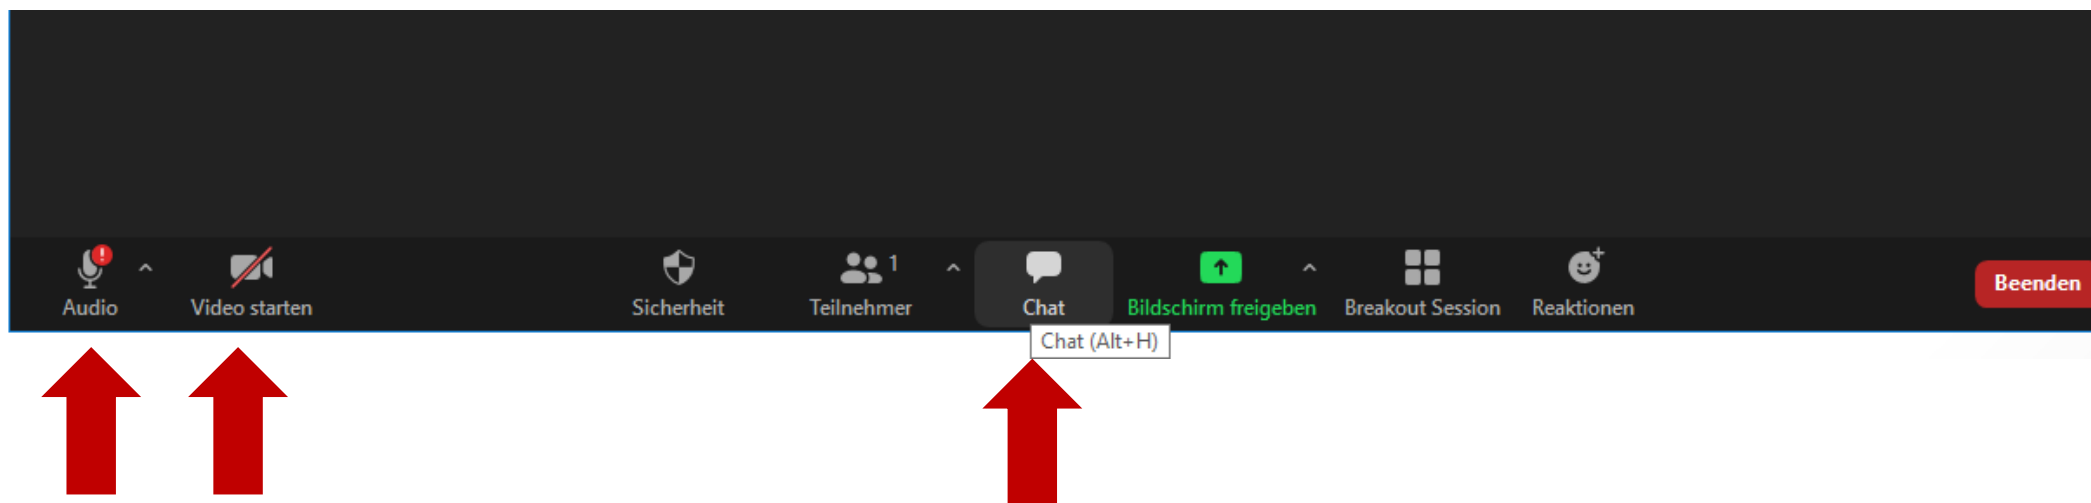 1
Audio
Video starten
Sicherheit
Teilnehmer
Chat
Bildschirm freigeben
Breakout Session
Reaktionen
Beenden
Chat (Alt+H)